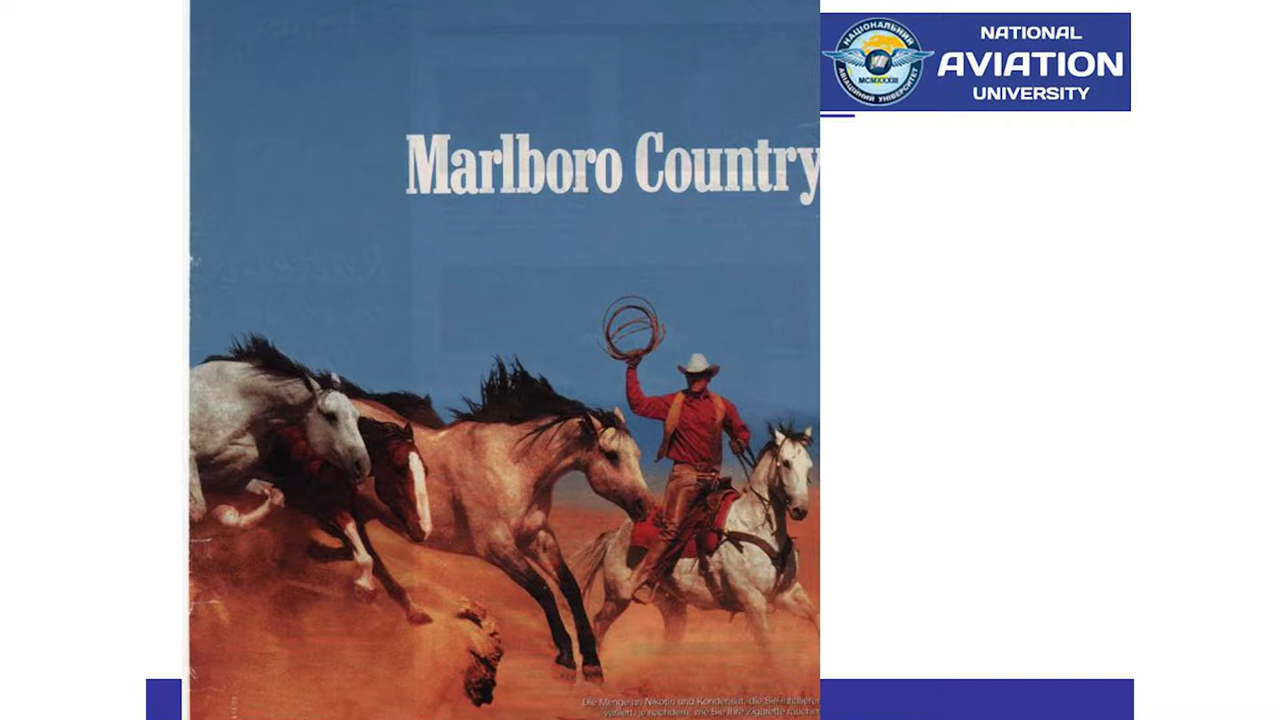 Marlboro Country
НАЦІОНАЛЬНИЙ
АВІАЦІЙНИЙ УНІВЕРСИТЕТ
MCMXXXIII
NATIONAL
AVIATION
UNIVERSITY
Die Menge an Nikotin und Kondensat, die Sie inhalieren
variiert, je nachdem, wie Sie Ihre Zigarette rauchen